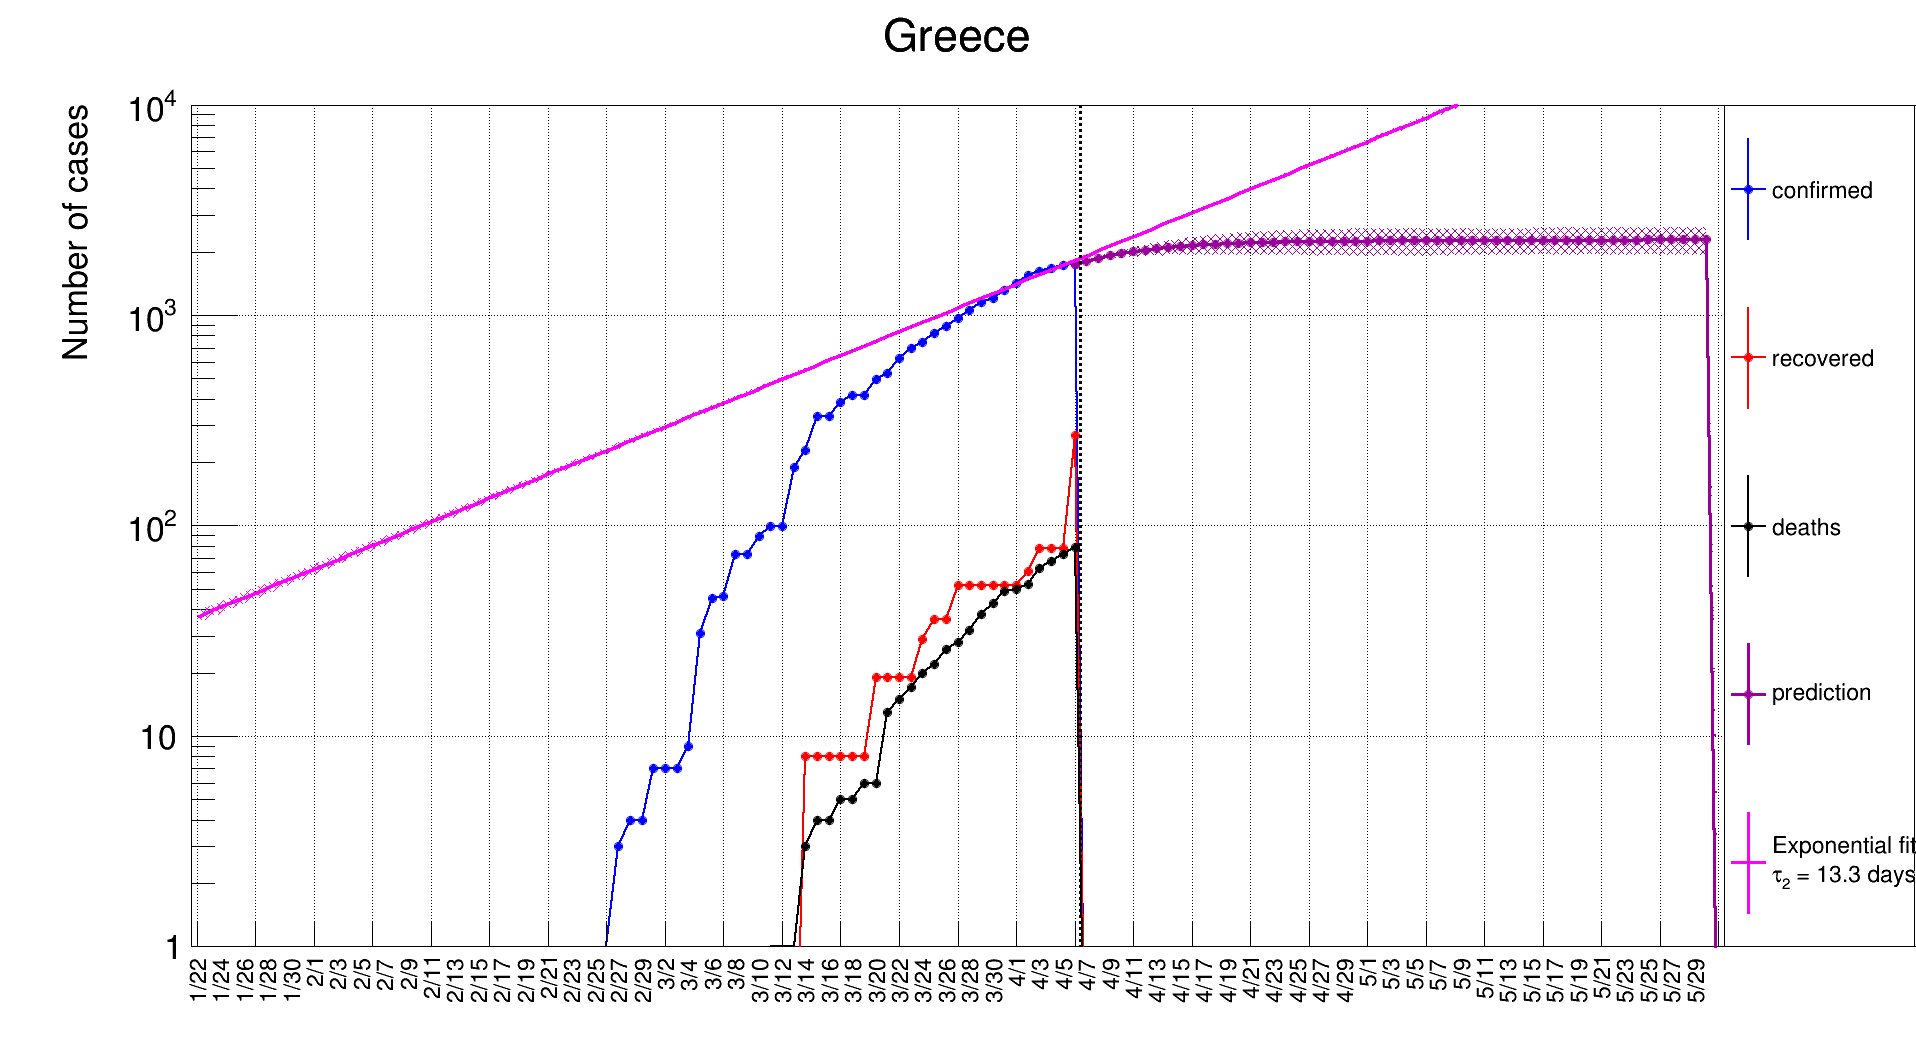 Greece
Number of cases
10⁴
10³
10²
10
1
1/22 1/24 1/26 1/28 1/30 2/1 2/3 2/5 2/7 2/9 2/11 2/13 2/15 2/17 2/19 2/21 2/23 2/25 2/27 2/29 3/2 3/4 3/6 3/8 3/10 3/12 3/14 3/16 3/18 3/20 3/22 3/24 3/26 3/28 3/30 4/1 4/3 4/5 4/7 4/9 4/11 4/13 4/15 4/17 4/19 4/21 4/23 4/25 4/27 4/29 5/1 5/3 5/5 5/7 5/9 5/11 5/13 5/15 5/17 5/19 5/21 5/23 5/25 5/27 5/29
confirmed
recovered
deaths
prediction
Exponential fit
τ₂ = 13.3 days